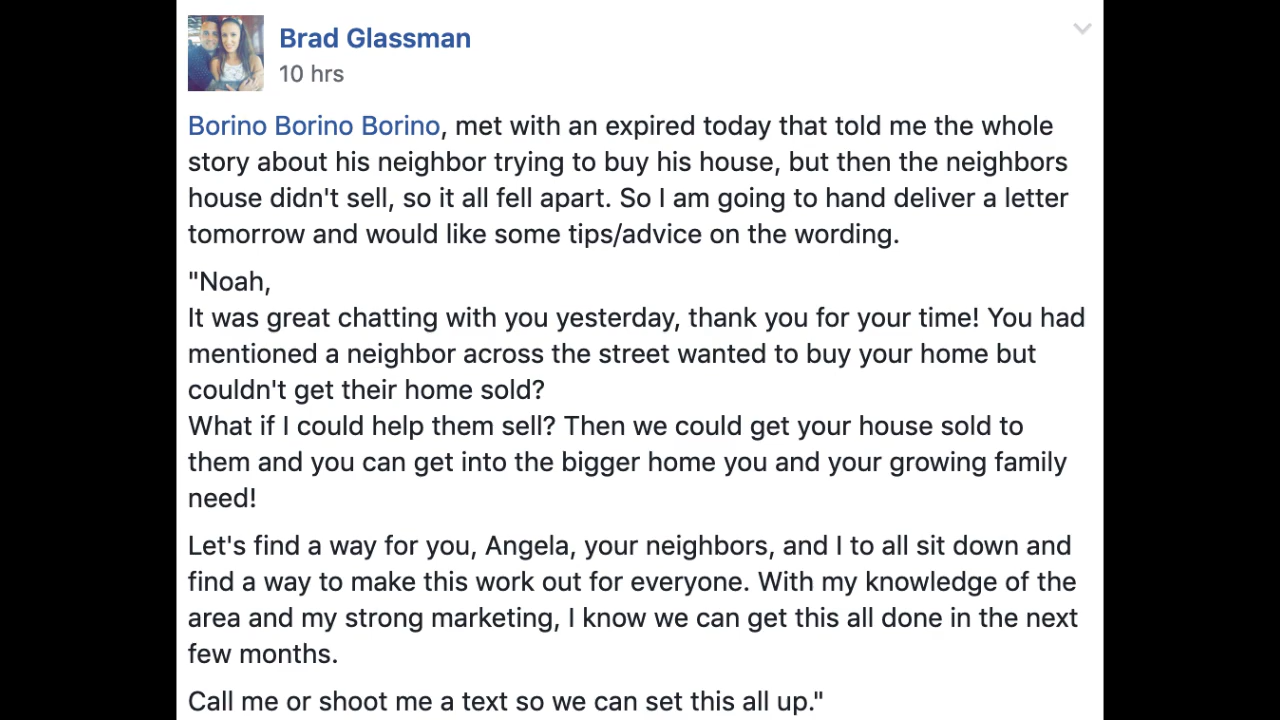 Brad Glassman
10 hrs
Borino Borino Borino, met with an expired today that told me the whole
story about his neighbor trying to buy his house, but then the neighbors
house didn't sell, so it all fell apart. So I am going to hand deliver a letter
tomorrow and would like some tips/advice on the wording.
"Noah,
It was great chatting with you yesterday, thank you for your time! You had
mentioned a neighbor across the street wanted to buy your home but
couldn't get their home sold?
What if I could help them sell? Then we could get your house sold to
them and you can get into the bigger home you and your growing family
need!
Let's find a way for you, Angela, your neighbors, and I to all sit down and
find a way to make this work out for everyone. With my knowledge of the
area and my strong marketing, I know we can get this all done in the next
few months.
Call me or shoot me a text so we can set this all up."